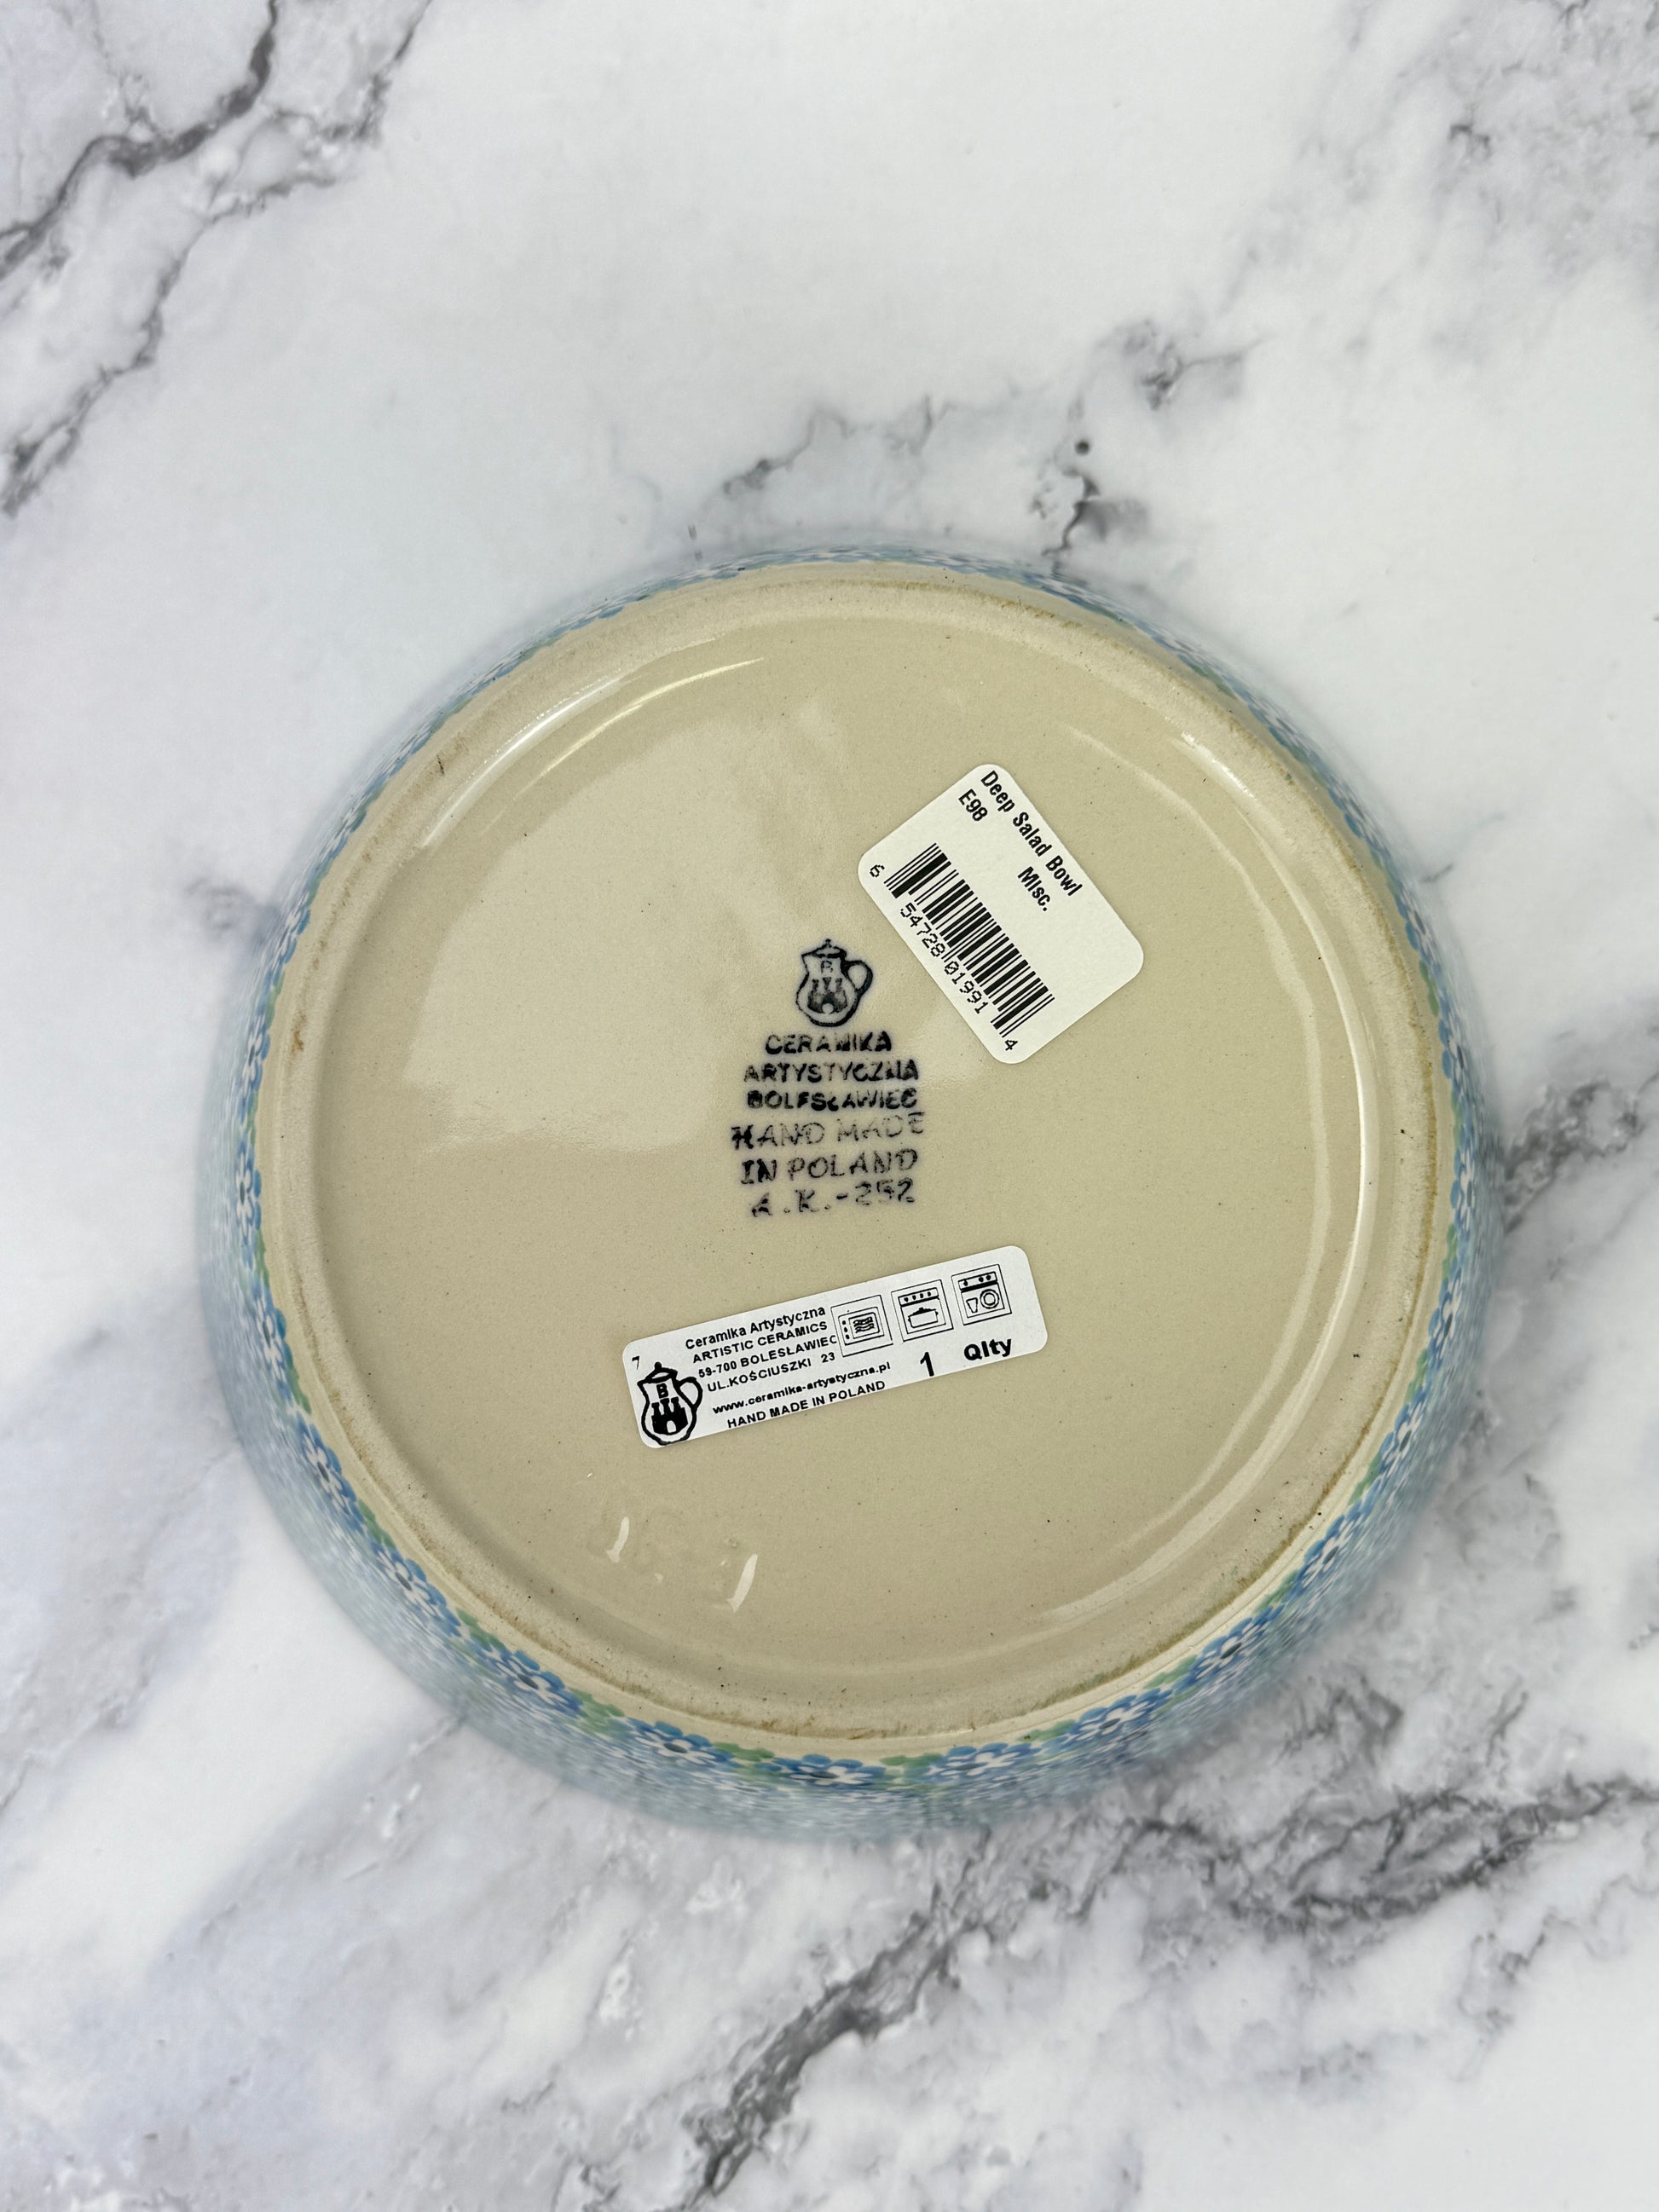 Deep Salad Bowl
E98 Misc.
6 54728 01991 4
B
CERAMIKA
ARTYSTYCZNA
BOLESŁAWIEC
HAND MADE
IN POLAND
A.K.-252
7
Ceramika Artystyczna
ARTISTIC CERAMICS
59-700 BOLESŁAWIEC
UL.KOŚCIUSZKI 23
www.ceramika-artystyczna.pl
HAND MADE IN POLAND
B
1 Qlty